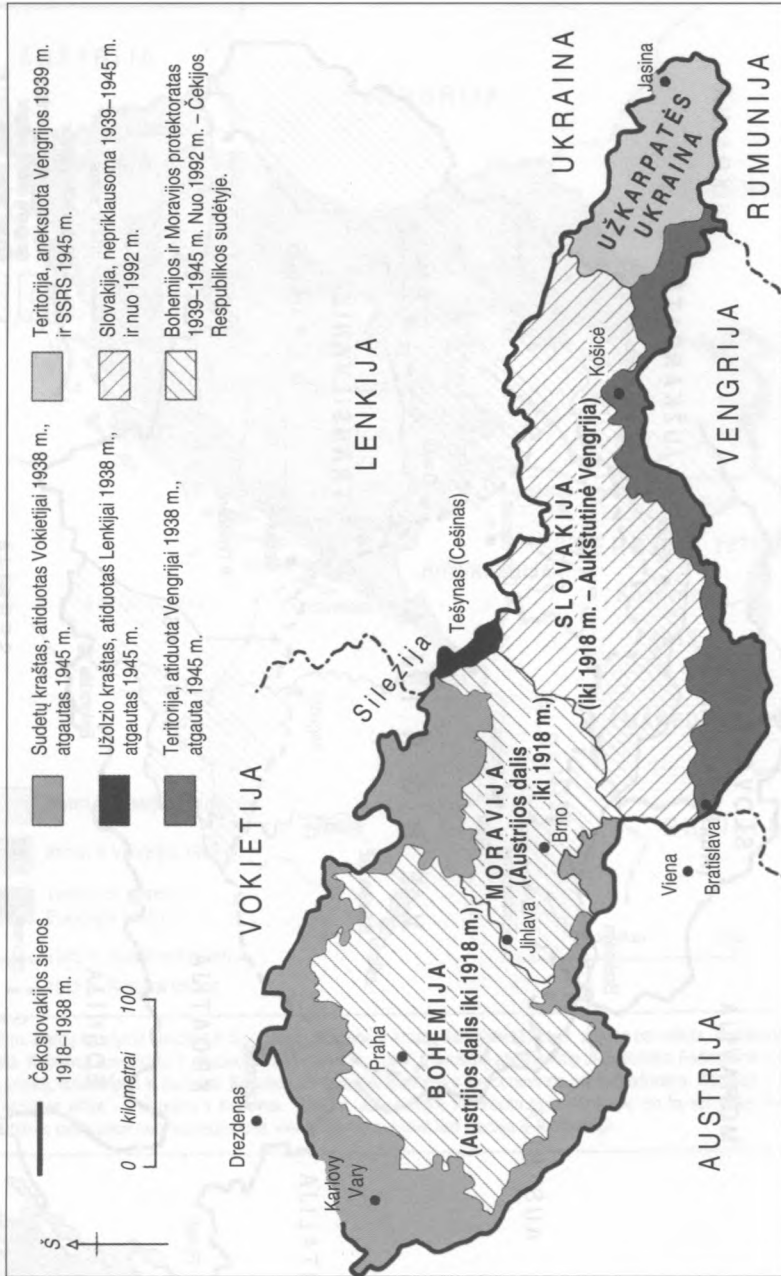 Š
Čekoslovakijos sienos
1918–1938 m.
0 kilometrai 100
Sudetų kraštas, atiduotas Vokietijai 1938 m.,
atgautas 1945 m.
Užolzio kraštas, atiduotas Lenkijai 1938 m.,
atgautas 1945 m.
Teritorija, atiduota Vengrijai 1938 m.,
atgauta 1945 m.
Teritorija, aneksuota Vengrijos 1939 m.
ir SSRS 1945 m.
Slovakija, nepriklausoma 1939–1945 m.
ir nuo 1992 m.
Bohemijos ir Moravijos protektoratas
1939–1945 m. Nuo 1992 m. – Čekijos
Respublikos sudėtyje.
VOKIETIJA
Drezdenas
Silezija
LENKIJA
UKRAINA
Karlovy
Vary
Praha
BOHEMIJA
(Austrijos dalis iki 1918 m.)
Jihlava
MORAVIJA
(Austrijos dalis
iki 1918 m.)
Brno
Tešynas (Cešinas)
SLOVAKIJA
(iki 1918 m. – Aukštutinė Vengrija)
Košicė
UŽKARPATĖS
UKRAINA
Jasina
AUSTRIJA
Viena
Bratislava
VENGRIJA
RUMUNIJA